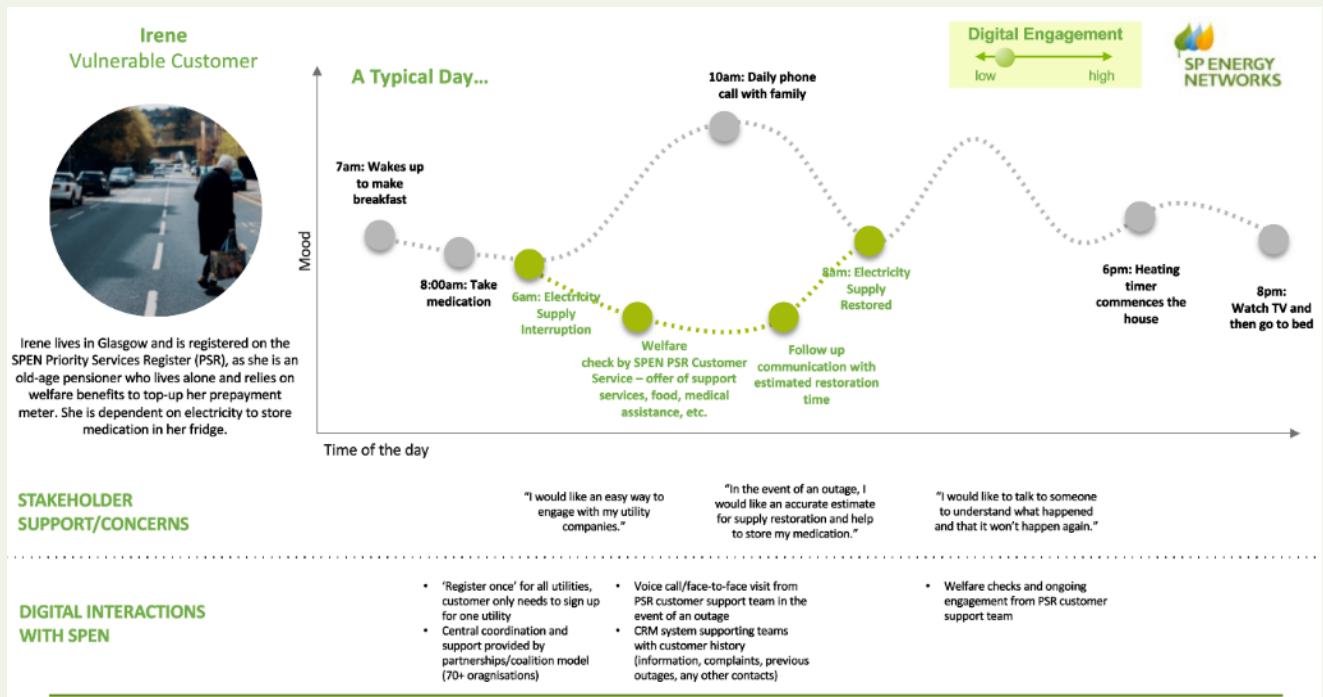 Irene
Vulnerable Customer
A Typical Day...
Digital Engagement
low
high
SP ENERGY
NETWORKS
10am: Daily phone
call with family
7am: Wakes up
to make
breakfast
Mood
8:00am: Take
medication
6am: Electricity
Supply
Interruption
8am: Electricity
Supply
Restored
6pm: Heating
timer
commences the
house
8pm:
Watch TV and
then go to bed
Welfare
check by SPEN PSR Customer
Service – offer of support
services, food, medical
assistance, etc.
Follow up
communication with
estimated restoration
time
Irene lives in Glasgow and is registered on the
SPEN Priority Services Register (PSR), as she is an
old-age pensioner who lives alone and relies on
welfare benefits to top-up her prepayment
meter. She is dependent on electricity to store
medication in her fridge.
Time of the day
STAKEHOLDER
SUPPORT/CONCERNS
"I would like an easy way to
engage with my utility
companies."
"In the event of an outage, I
would like an accurate estimate
for supply restoration and help
to store my medication."
"I would like to talk to someone
to understand what happened
and that it won't happen again."
DIGITAL INTERACTIONS
WITH SPEN
• 'Register once' for all utilities,
customer only needs to sign up
for one utility
• Central coordination and
support provided by
partnerships/coalition model
(70+ oragnisations)
• Voice call/face-to-face visit from
PSR customer support team in the
event of an outage
• CRM system supporting teams
with customer history
(information, complaints, previous
outages, any other contacts)
• Welfare checks and ongoing
engagement from PSR customer
support team